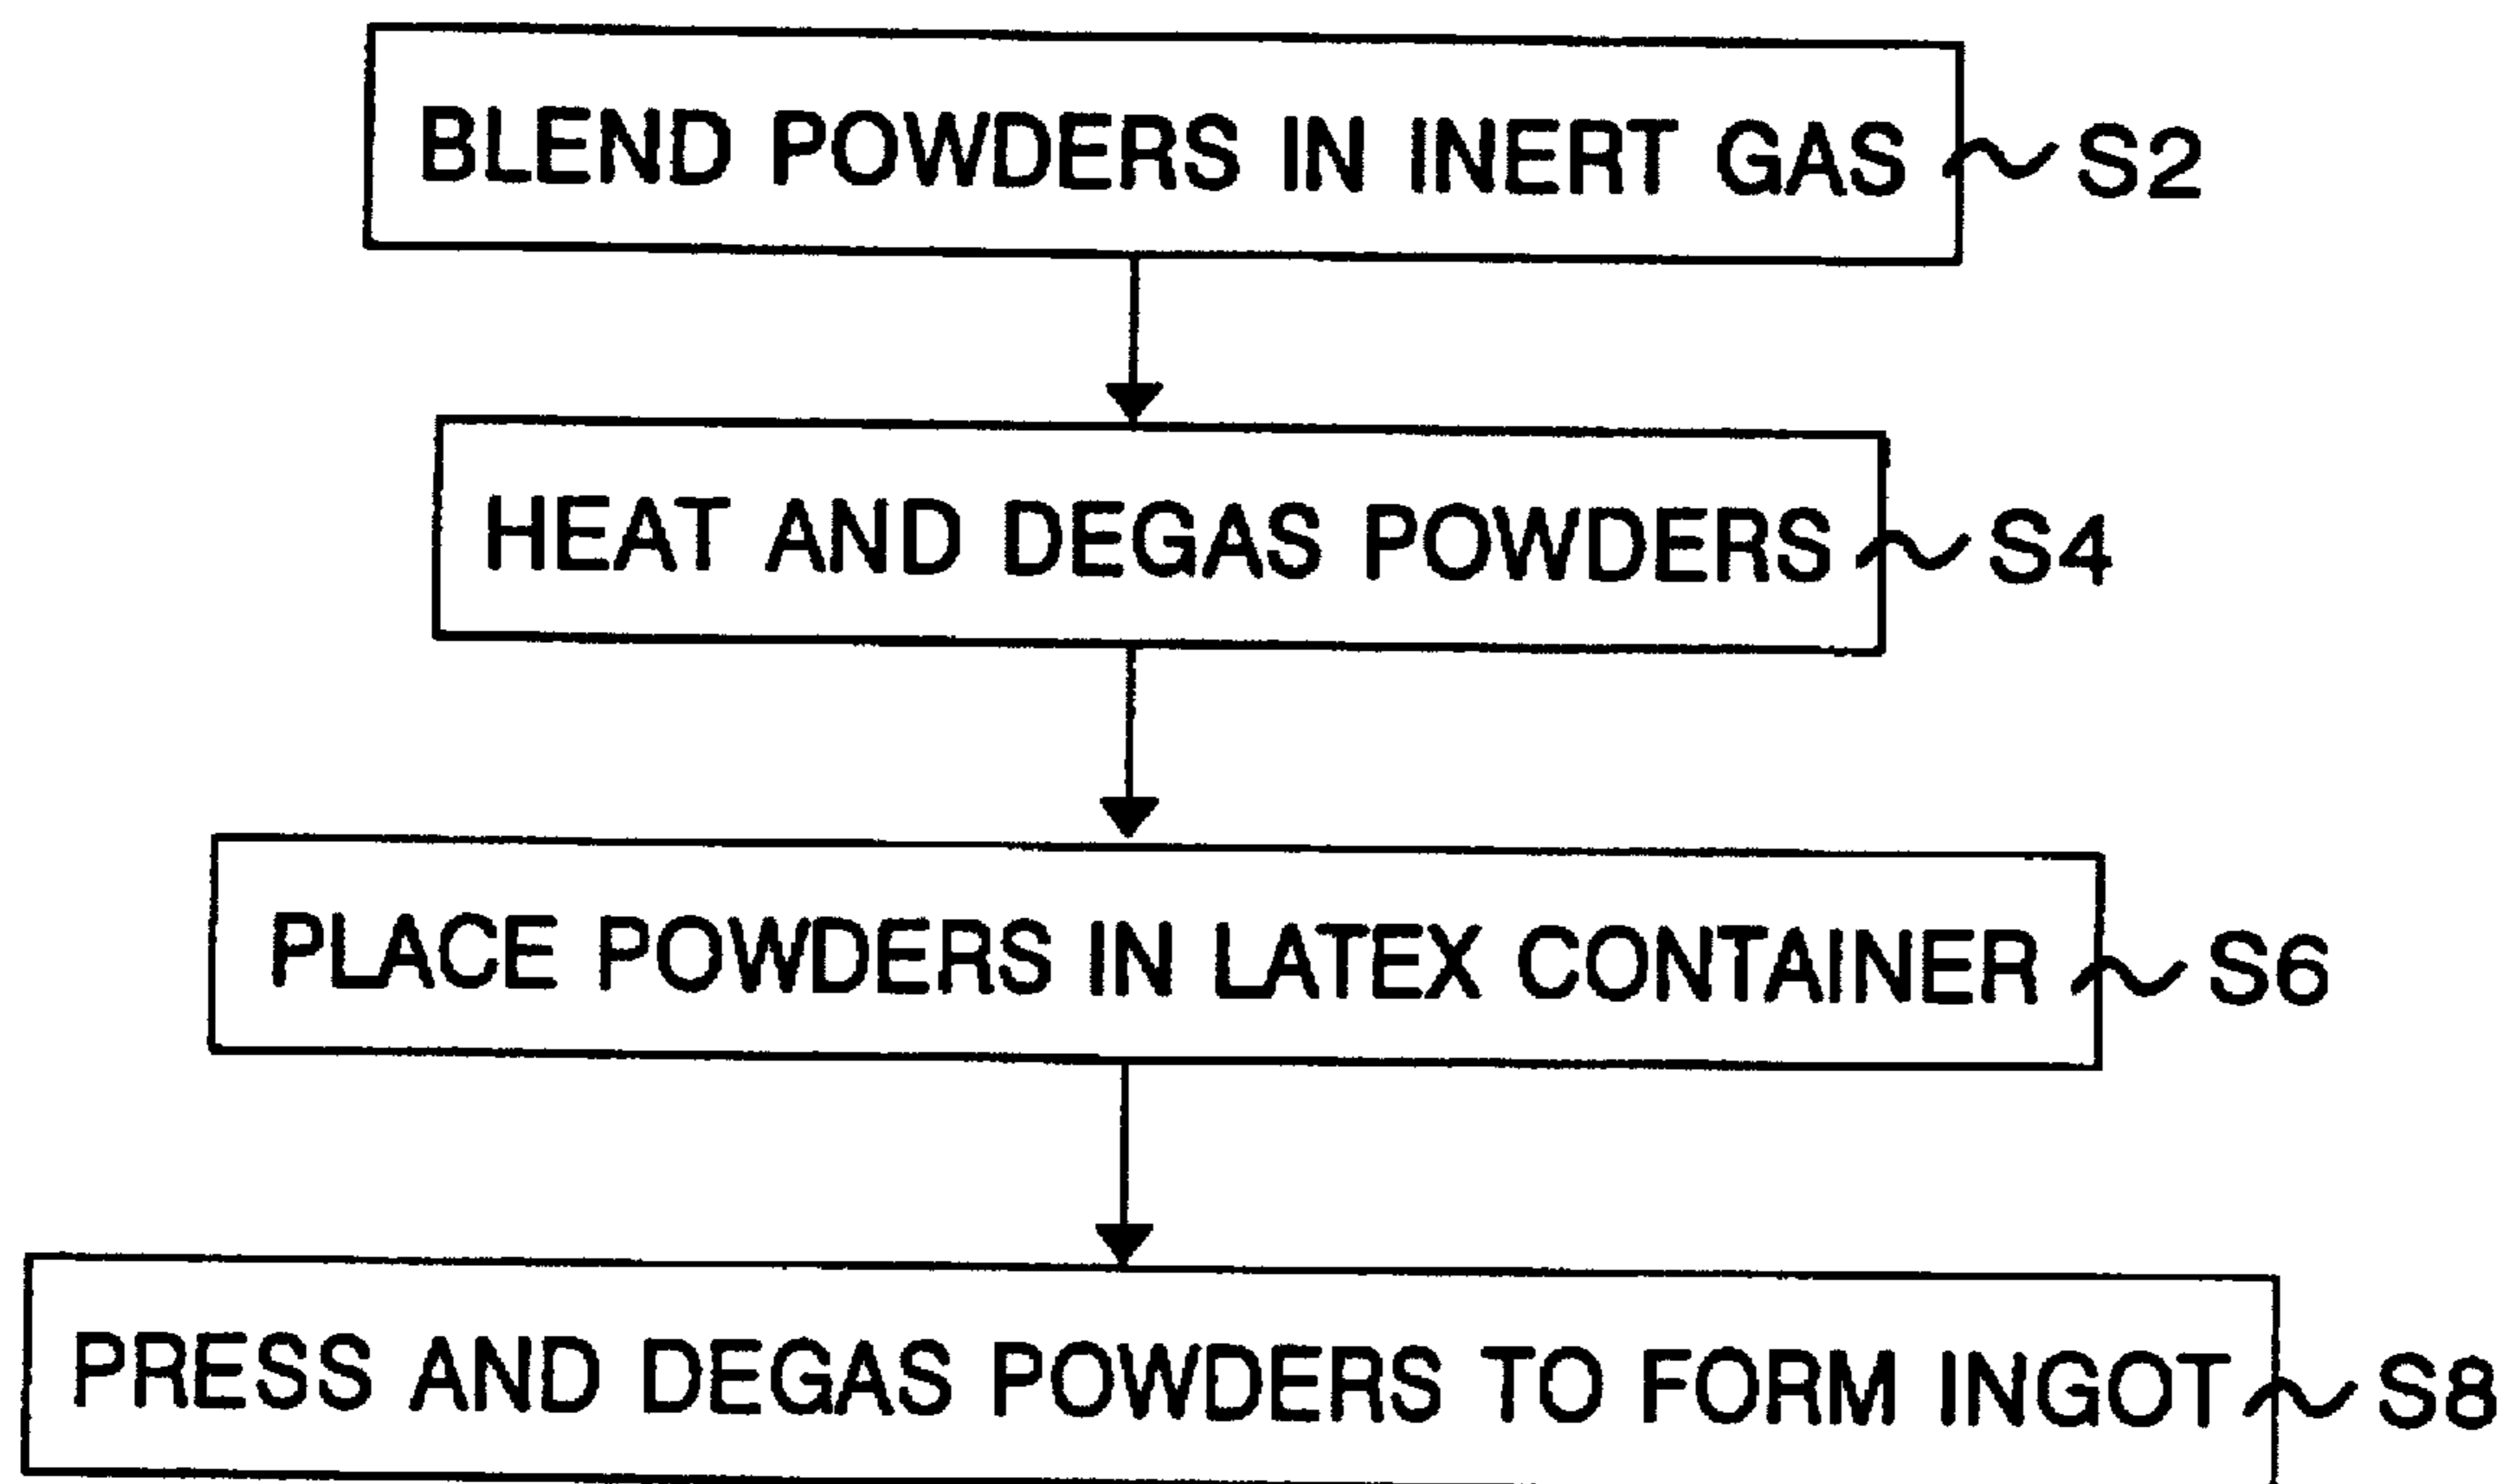 BLEND POWDERS IN INERT GAS S2
HEAT AND DEGAS POWDERS S4
PLACE POWDERS IN LATEX CONTAINER S6
PRESS AND DEGAS POWDERS TO FORM INGOT S8